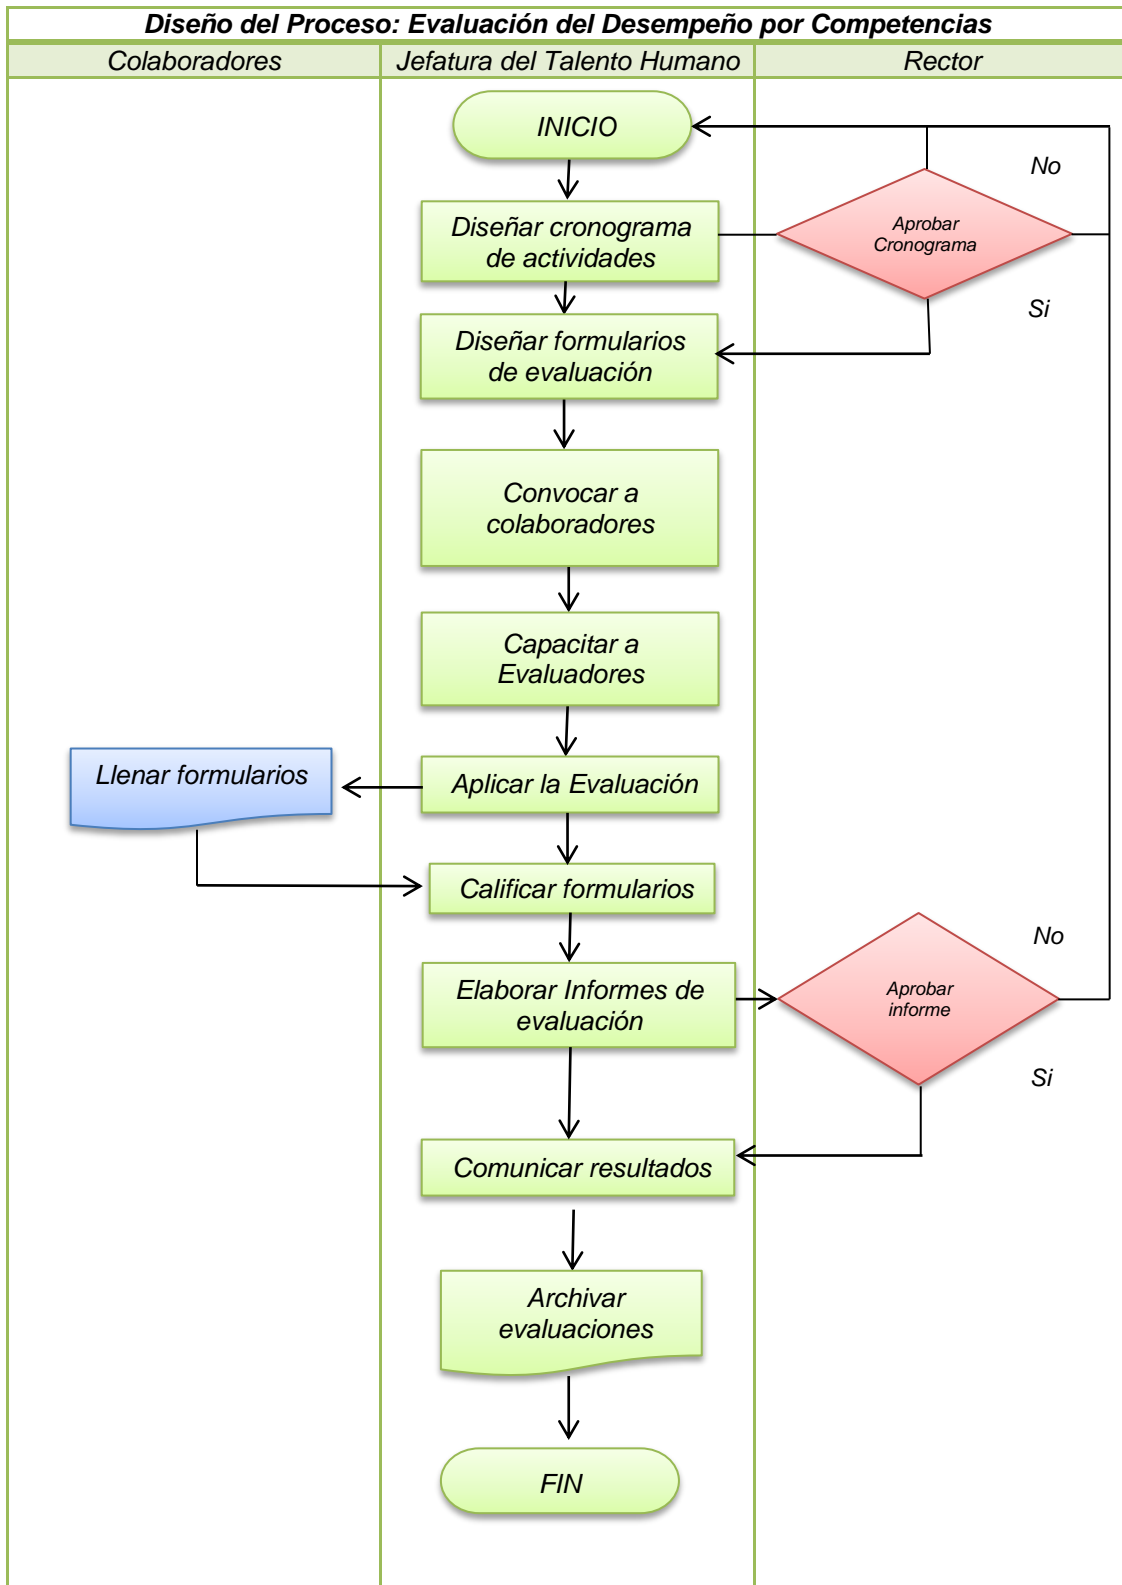 Diseño del Proceso: Evaluación del Desempeño por Competencias
Colaboradores
Jefatura del Talento Humano
Rector
INICIO
No
Aprobar
Cronograma
Diseñar cronograma
de actividades
Si
Diseñar formularios
de evaluación
Convocar a
colaboradores
Capacitar a
Evaluadores
Llenar formularios
Aplicar la Evaluación
Calificar formularios
No
Elaborar Informes de
evaluación
Aprobar
informe
Si
Comunicar resultados
Archivar
evaluaciones
FIN